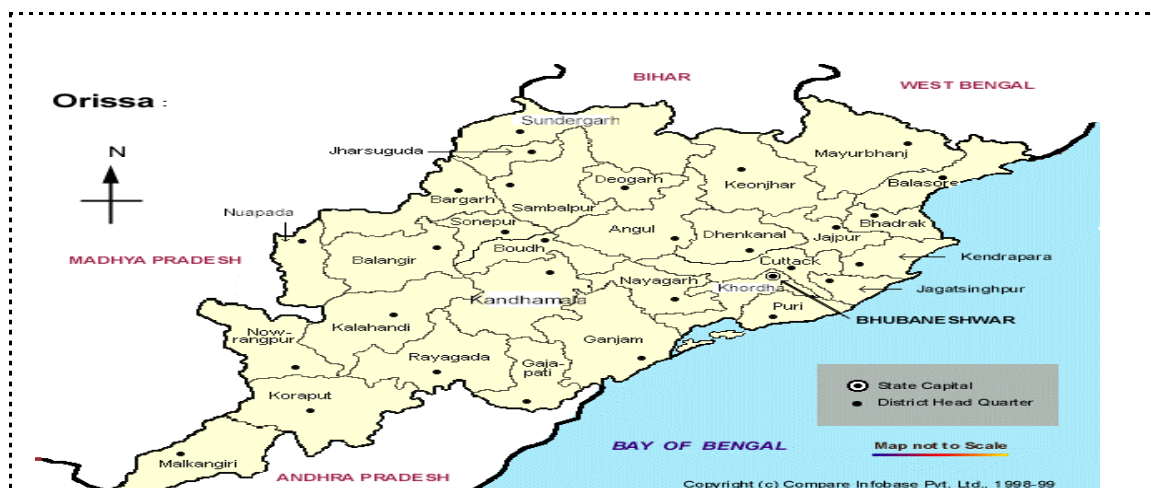 BIHAR
WEST BENGAL
Orissa :
Sundergarh
N
Jharsuguda
Mayurbhanj
Deogarh
Keonjhar
Balasore
Bargarh
Sambalpur
Nuapada
Sonepur
Bhadrak
Angul
Dhenkanal
Jajpur
Boudh
MADHYA PRADESH
Balangir
Cuttack
Kendrapara
Nayagarh
Khordha
Jagatsinghpur
Kandhamala
Puri
BHUBANESHWAR
Now-
rangpur
Kalahandi
Ganjam
Rayagada
Gaja-
pati
State Capital
Koraput
District Head Quarter
BAY OF BENGAL
Map not to Scale
Malkangiri
ANDHRA PRADESH
Copyright (c) Compare Infobase Pvt. Ltd., 1998-99